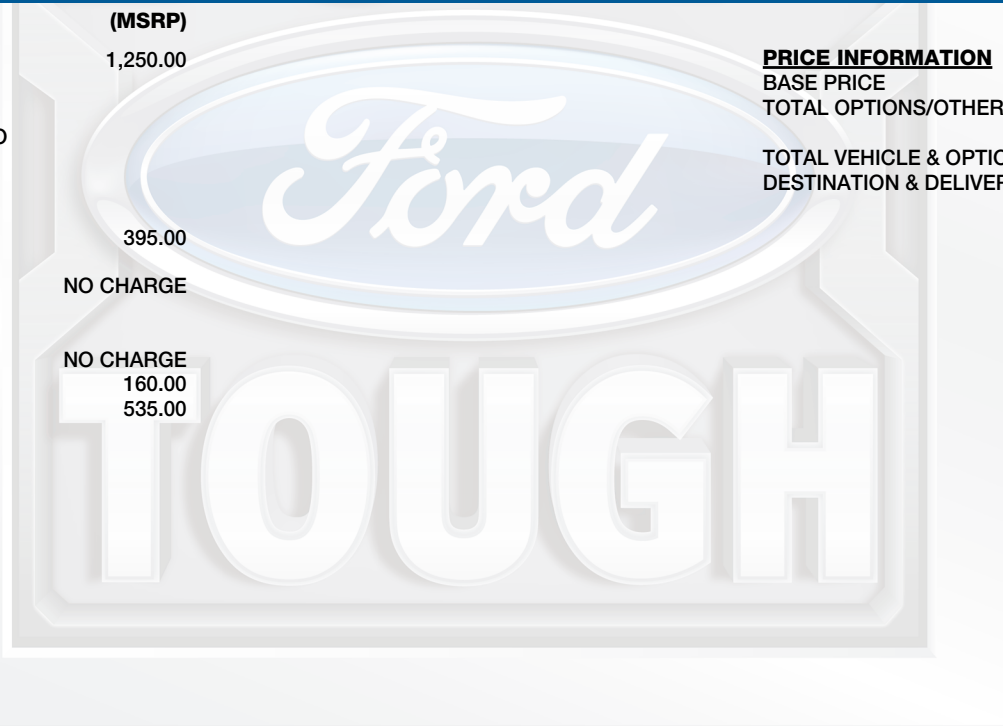 (MSRP)
1,250.00
395.00
NO CHARGE
NO CHARGE
160.00
535.00
PRICE INFORMATION
BASE PRICE
TOTAL OPTIONS/OTHER
TOTAL VEHICLE & OPTIO
DESTINATION & DELIVER
Ford
TOUGH